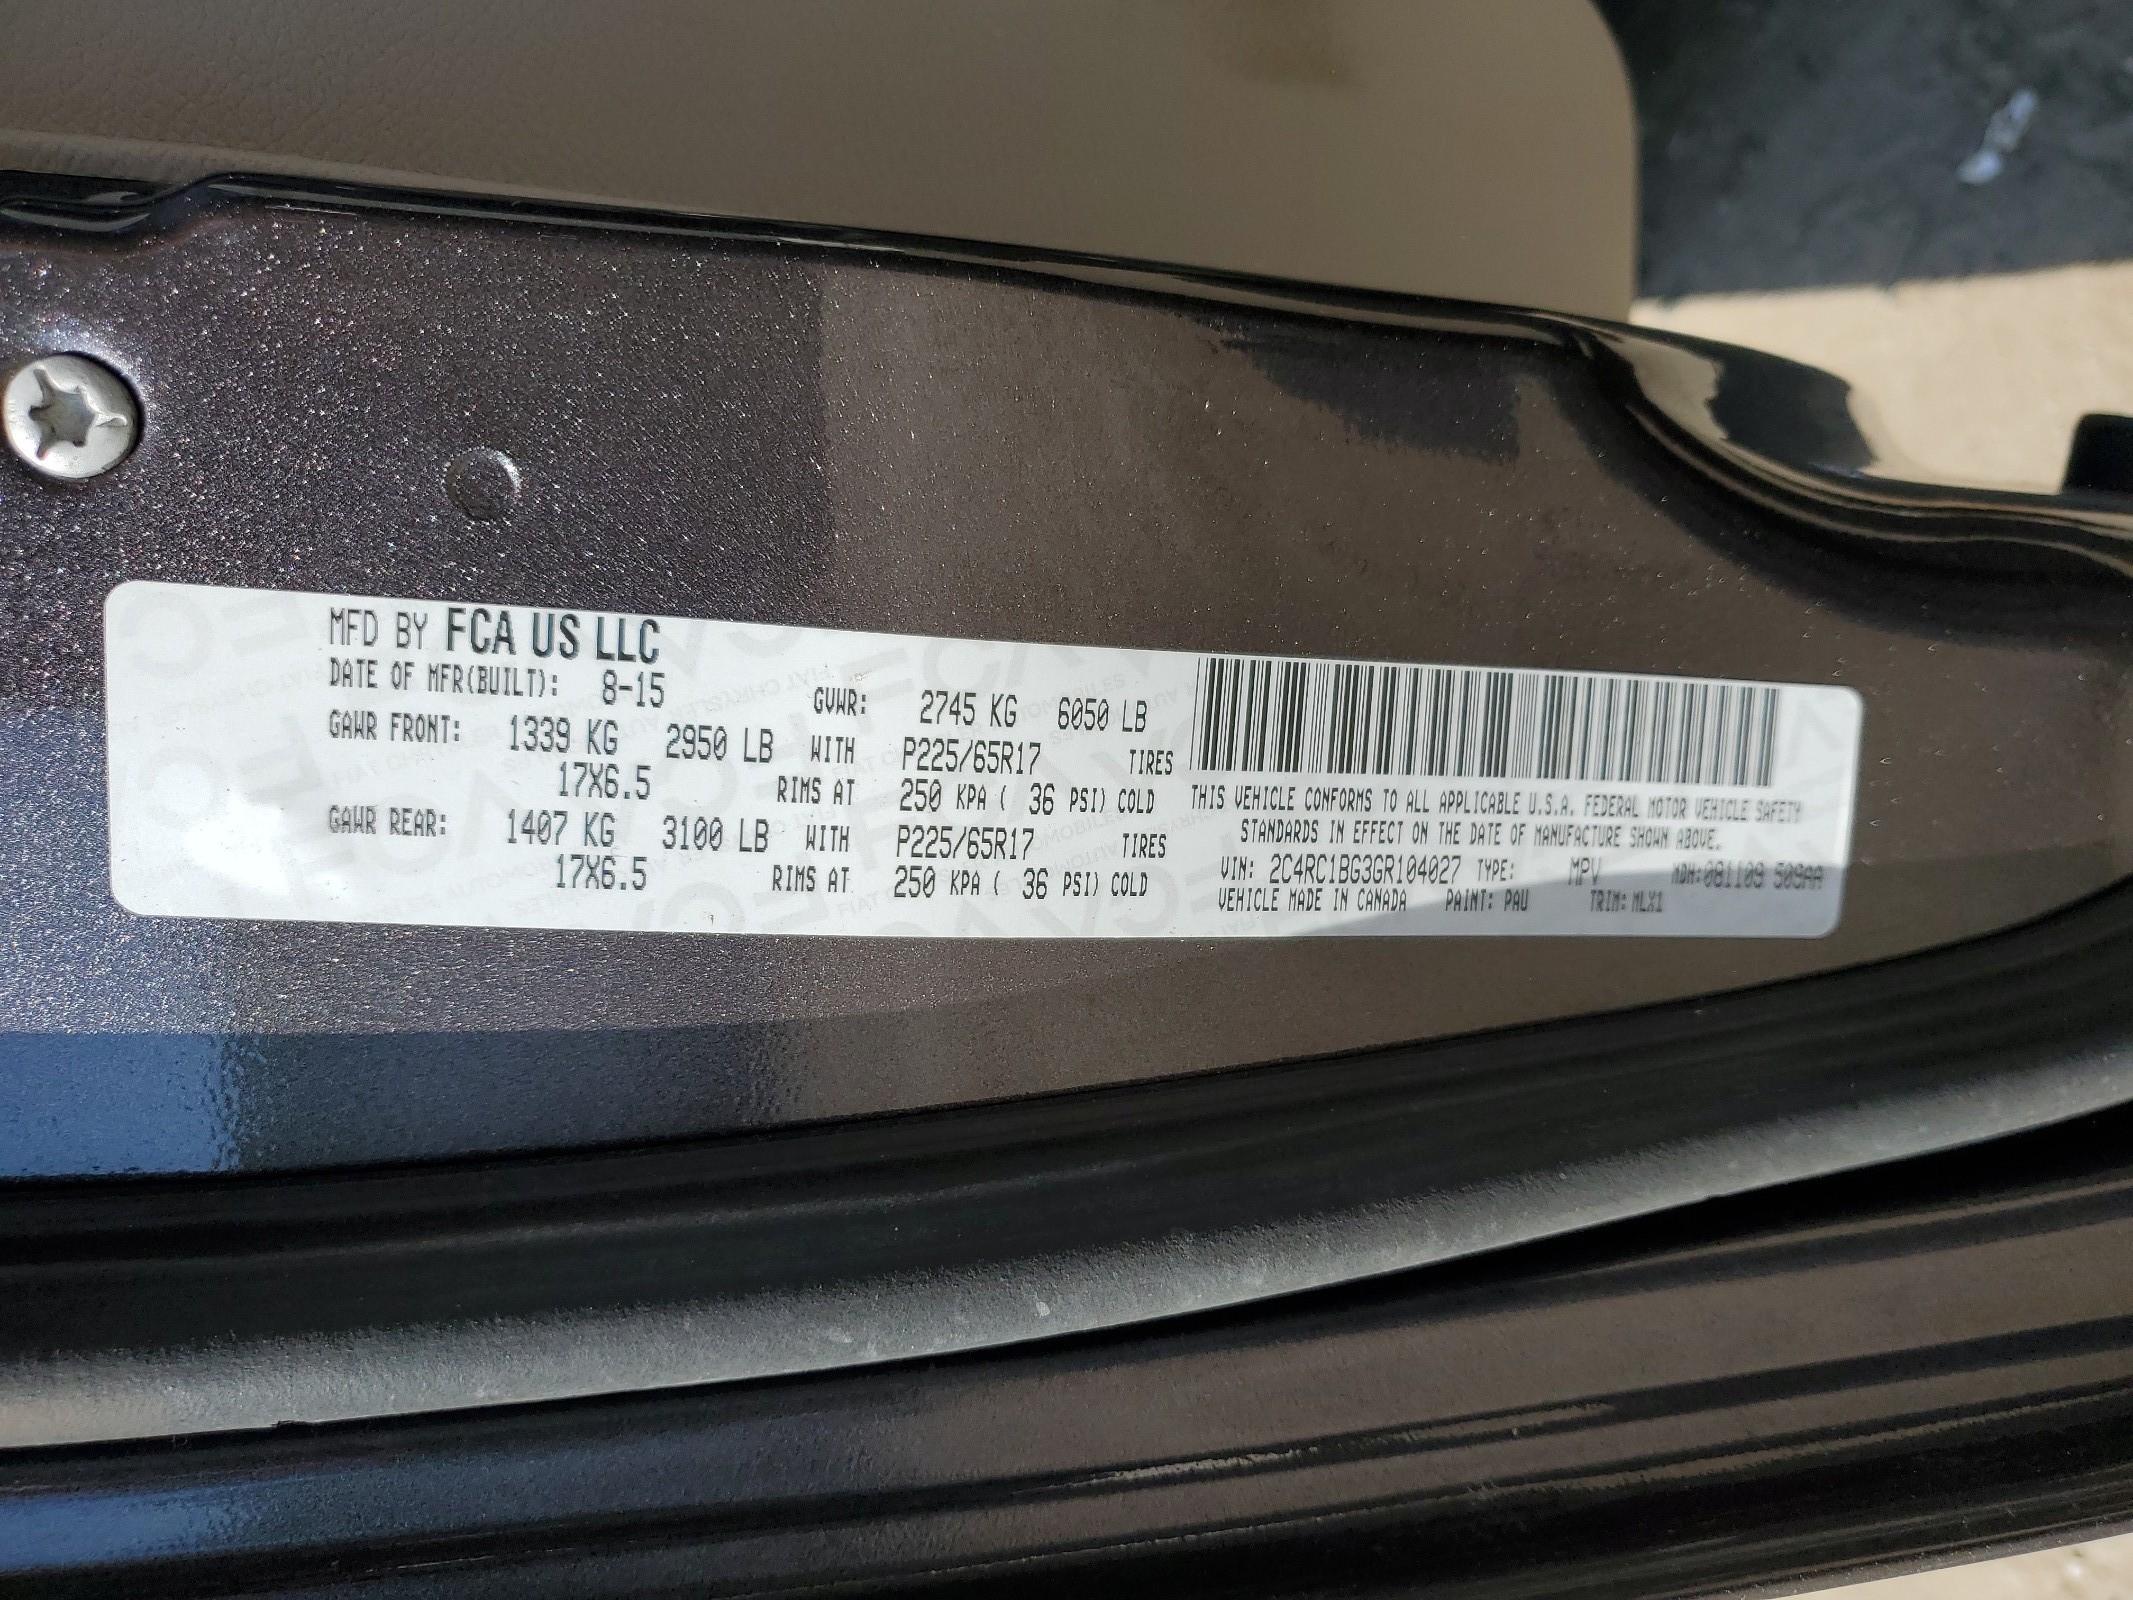 MFD BY FCA US LLC
DATE OF MFR(BUILT): 8-15 GVWR: 2745 KG 6050 LB
GAWR FRONT: 1339 KG 2950 LB WITH P225/65R17 TIRES
17X6.5 RIMS AT 250 KPA ( 36 PSI) COLD
GAWR REAR: 1407 KG 3100 LB WITH P225/65R17 TIRES
17X6.5 RIMS AT 250 KPA ( 36 PSI) COLD
THIS VEHICLE CONFORMS TO ALL APPLICABLE U.S.A. FEDERAL MOTOR VEHICLE SAFETY
STANDARDS IN EFFECT ON THE DATE OF MANUFACTURE SHOWN ABOVE.
VIN: 2C4RC1BG3GR104027 TYPE: MPV MDH: 081109
VEHICLE MADE IN CANADA PAINT: PAU TRIM: MLX1